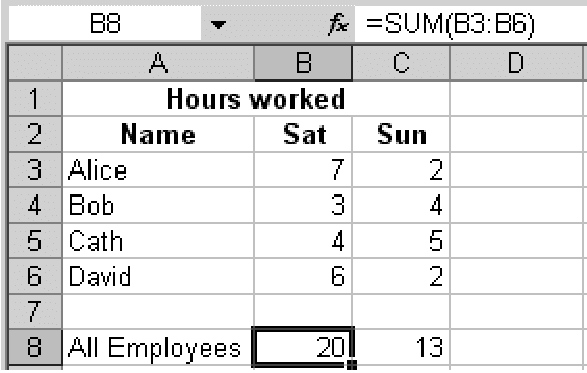 B8 fx =SUM(B3:B6)
A B C D
1 Hours worked
2 Name Sat Sun
3 Alice 7 2
4 Bob 3 4
5 Cath 4 5
6 David 6 2
7
8 All Employees 20 13